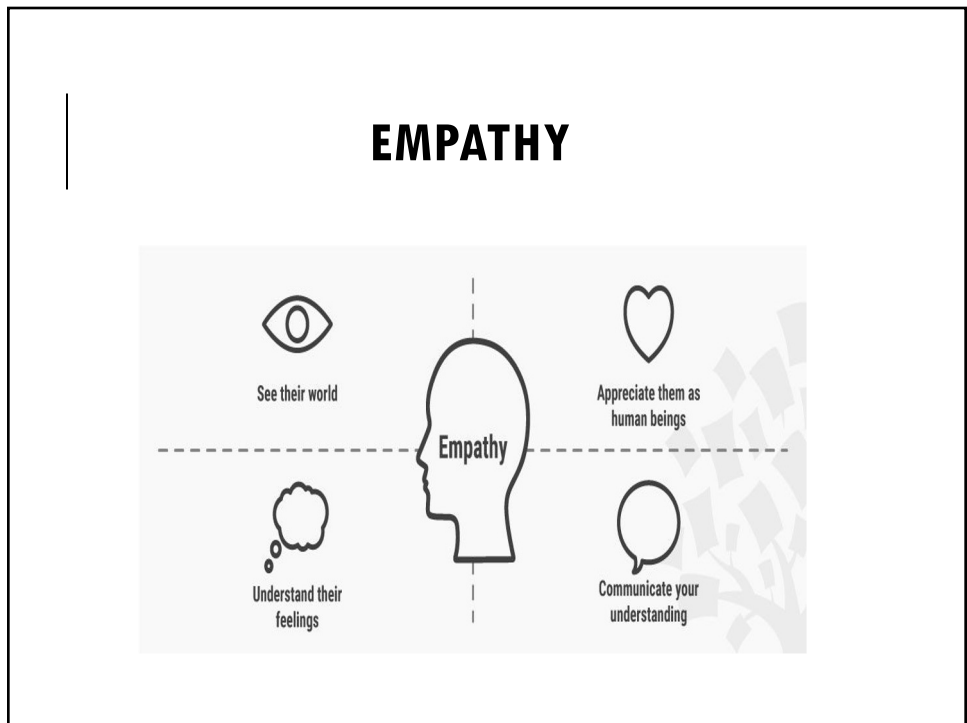 EMPATHY
See their world
Appreciate them as
human beings
Empathy
Understand their
feelings
Communicate your
understanding